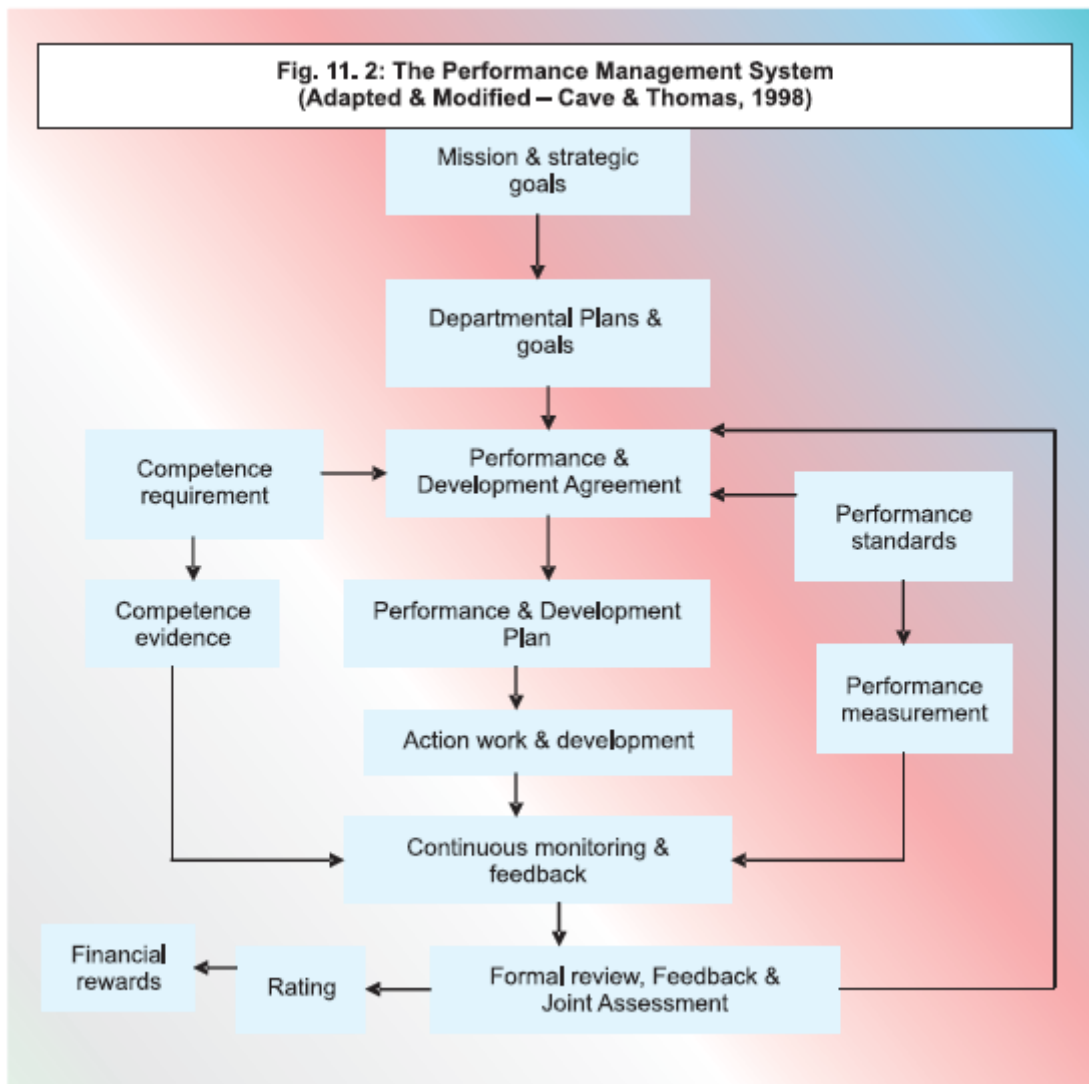 Fig. 11. 2: The Performance Management System
(Adapted & Modified – Cave & Thomas, 1998)
Mission & strategic
goals
Departmental Plans &
goals
Competence
requirement
Performance &
Development Agreement
Performance
standards
Competence
evidence
Performance & Development
Plan
Performance
measurement
Action work & development
Continuous monitoring &
feedback
Financial
rewards
Rating
Formal review, Feedback &
Joint Assessment